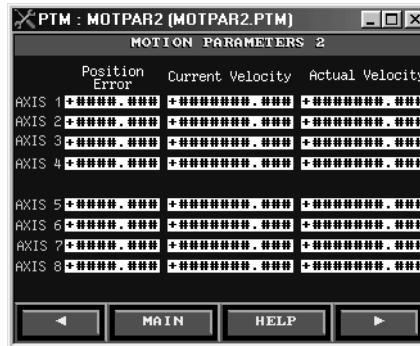 PTM : MOTPAR2 (MOTPAR2.PTM)
MOTION PARAMETERS 2
Position Error Current Velocity Actual Velocity
AXIS 1 +####.### +#######.### +#######.###
AXIS 2 +####.### +#######.### +#######.###
AXIS 3 +####.### +#######.### +#######.###
AXIS 4 +####.### +#######.### +#######.###
AXIS 5 +####.### +#######.### +#######.###
AXIS 6 +####.### +#######.### +#######.###
AXIS 7 +####.### +#######.### +#######.###
AXIS 8 +####.### +#######.### +#######.###
MAIN HELP